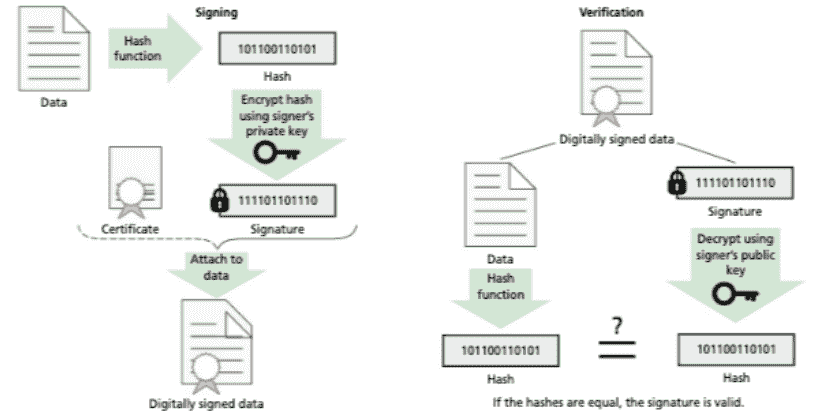 Signing
Data
Hash
function
101100110101
Hash
Encrypt hash
using signer's
private key
Certificate
111101101110
Signature
Attach to
data
Digitally signed data
Verification
Digitally signed data
Data
Hash
function
101100110101
Hash
111101101110
Signature
Decrypt using
signer's public
key
?
=
101100110101
Hash
If the hashes are equal, the signature is valid.